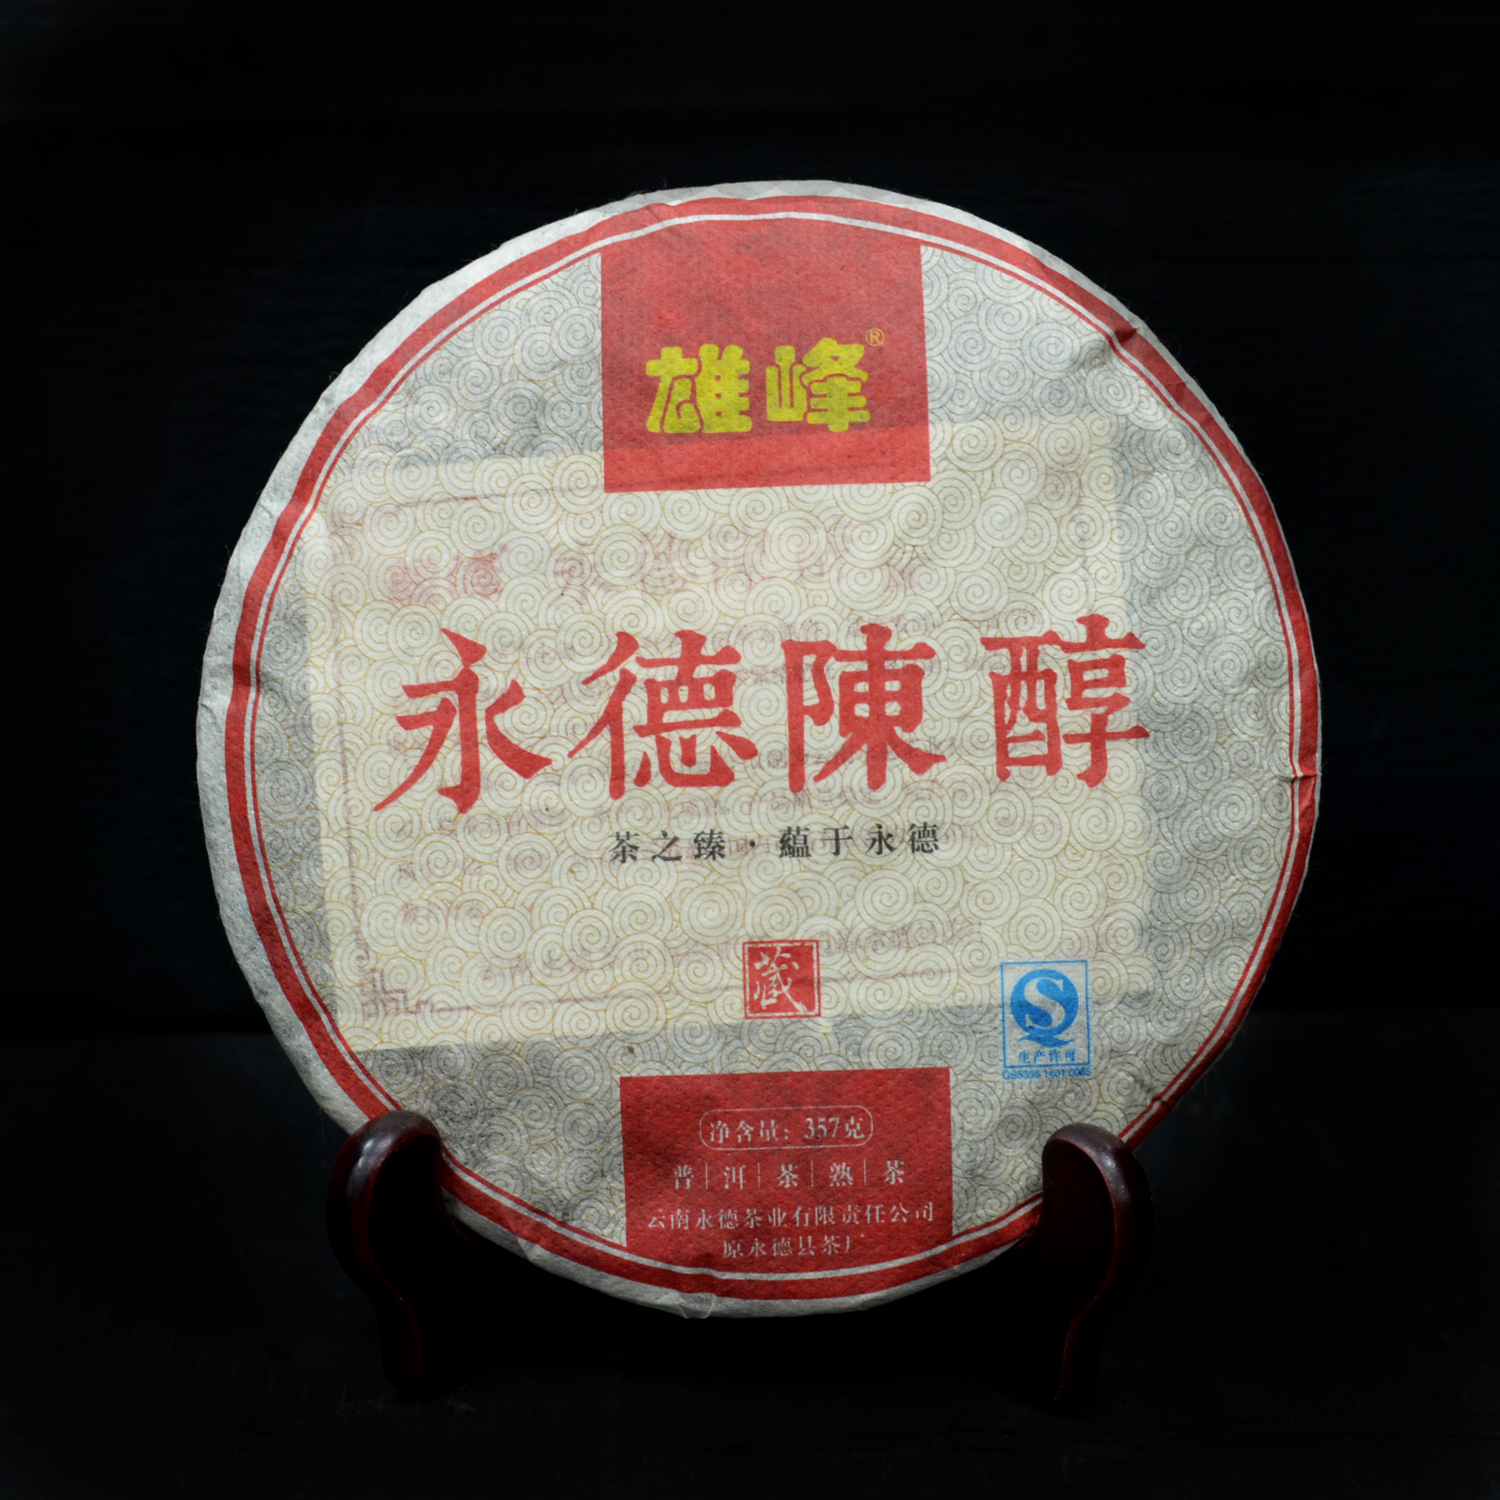 雄峰®
永德陳醇
茶之臻·蘊于永德
藏
生产许可
净含量：357克
普|洱|茶|熟|茶
云南永德茶业有限责任公司
原永德县茶厂